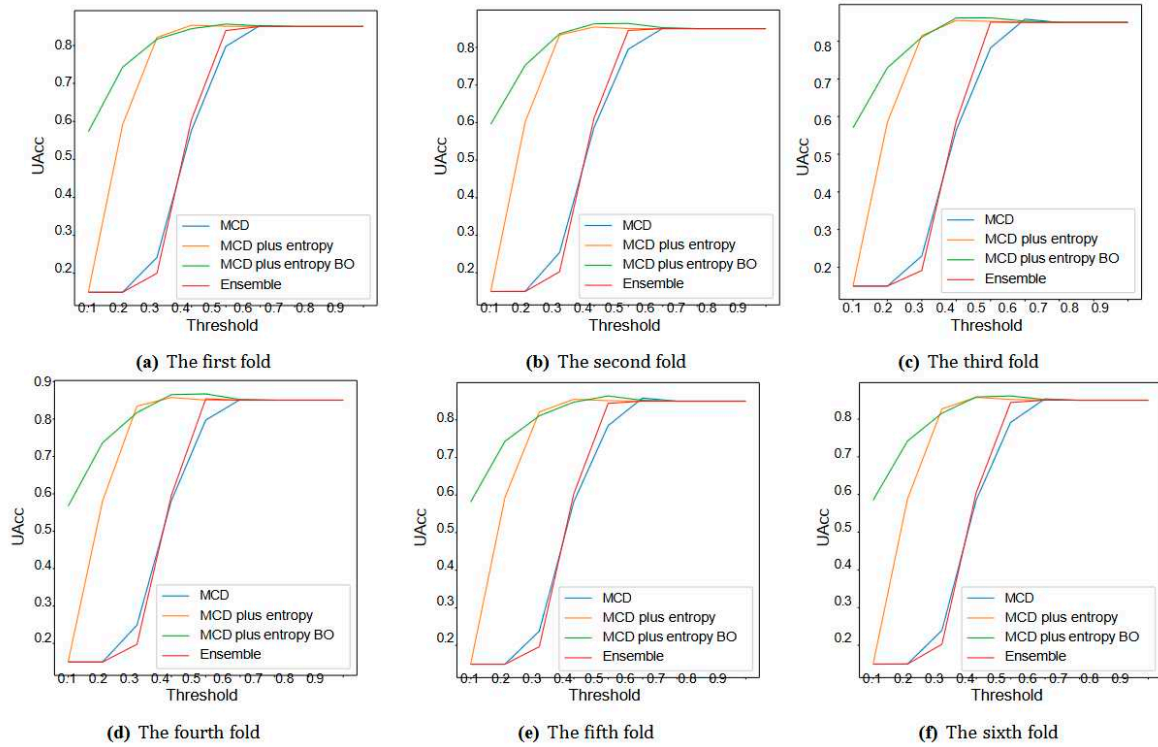 0.8
0.7
0.6
0.5
0.4
0.3
0.2
UAcc
MCD
MCD plus entropy
MCD plus entropy BO
Ensemble
0.1 0.2 0.3 0.4 0.5 0.6 0.7 0.8 0.9
Threshold
(a) The first fold
0.8
0.7
0.6
0.5
0.4
0.3
0.2
UAcc
MCD
MCD plus entropy
MCD plus entropy BO
Ensemble
0.1 0.2 0.3 0.4 0.5 0.6 0.7 0.8 0.9
Threshold
(b) The second fold
0.8
0.7
0.6
0.5
0.4
0.3
0.2
UAcc
MCD
MCD plus entropy
MCD plus entropy BO
Ensemble
0.1 0.2 0.3 0.4 0.5 0.6 0.7 0.8 0.9
Threshold
(c) The third fold
0.9
0.8
0.7
0.6
0.5
0.4
0.3
0.2
UAcc
MCD
MCD plus entropy
MCD plus entropy BO
Ensemble
0.1 0.2 0.3 0.4 0.5 0.6 0.7 0.8 0.9
Threshold
(d) The fourth fold
0.8
0.7
0.6
0.5
0.4
0.3
0.2
UAcc
MCD
MCD plus entropy
MCD plus entropy BO
Ensemble
0.1 0.2 0.3 0.4 0.5 0.6 0.7 0.8 0.9
Threshold
(e) The fifth fold
0.8
0.7
0.6
0.5
0.4
0.3
0.2
UAcc
MCD
MCD plus entropy
MCD plus entropy BO
Ensemble
0.1 0.2 0.3 0.4 0.5 0.6 0.7 0.8 0.9
Threshold
(f) The sixth fold